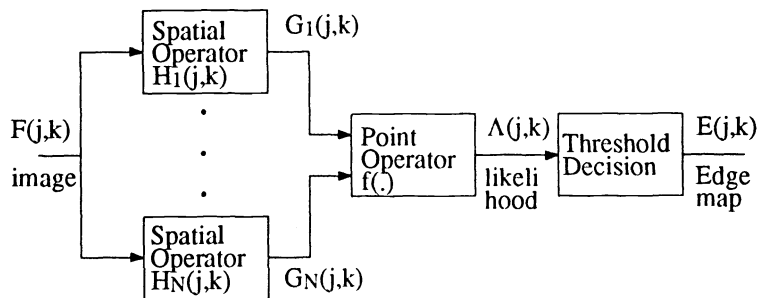 Spatial
Operator
H1(j,k)
G1(j,k)
F(j,k)
image
Point
Operator
f(.)
Λ(j,k)
likeli
hood
Threshold
Decision
E(j,k)
Edge
map
Spatial
Operator
HN(j,k)
GN(j,k)